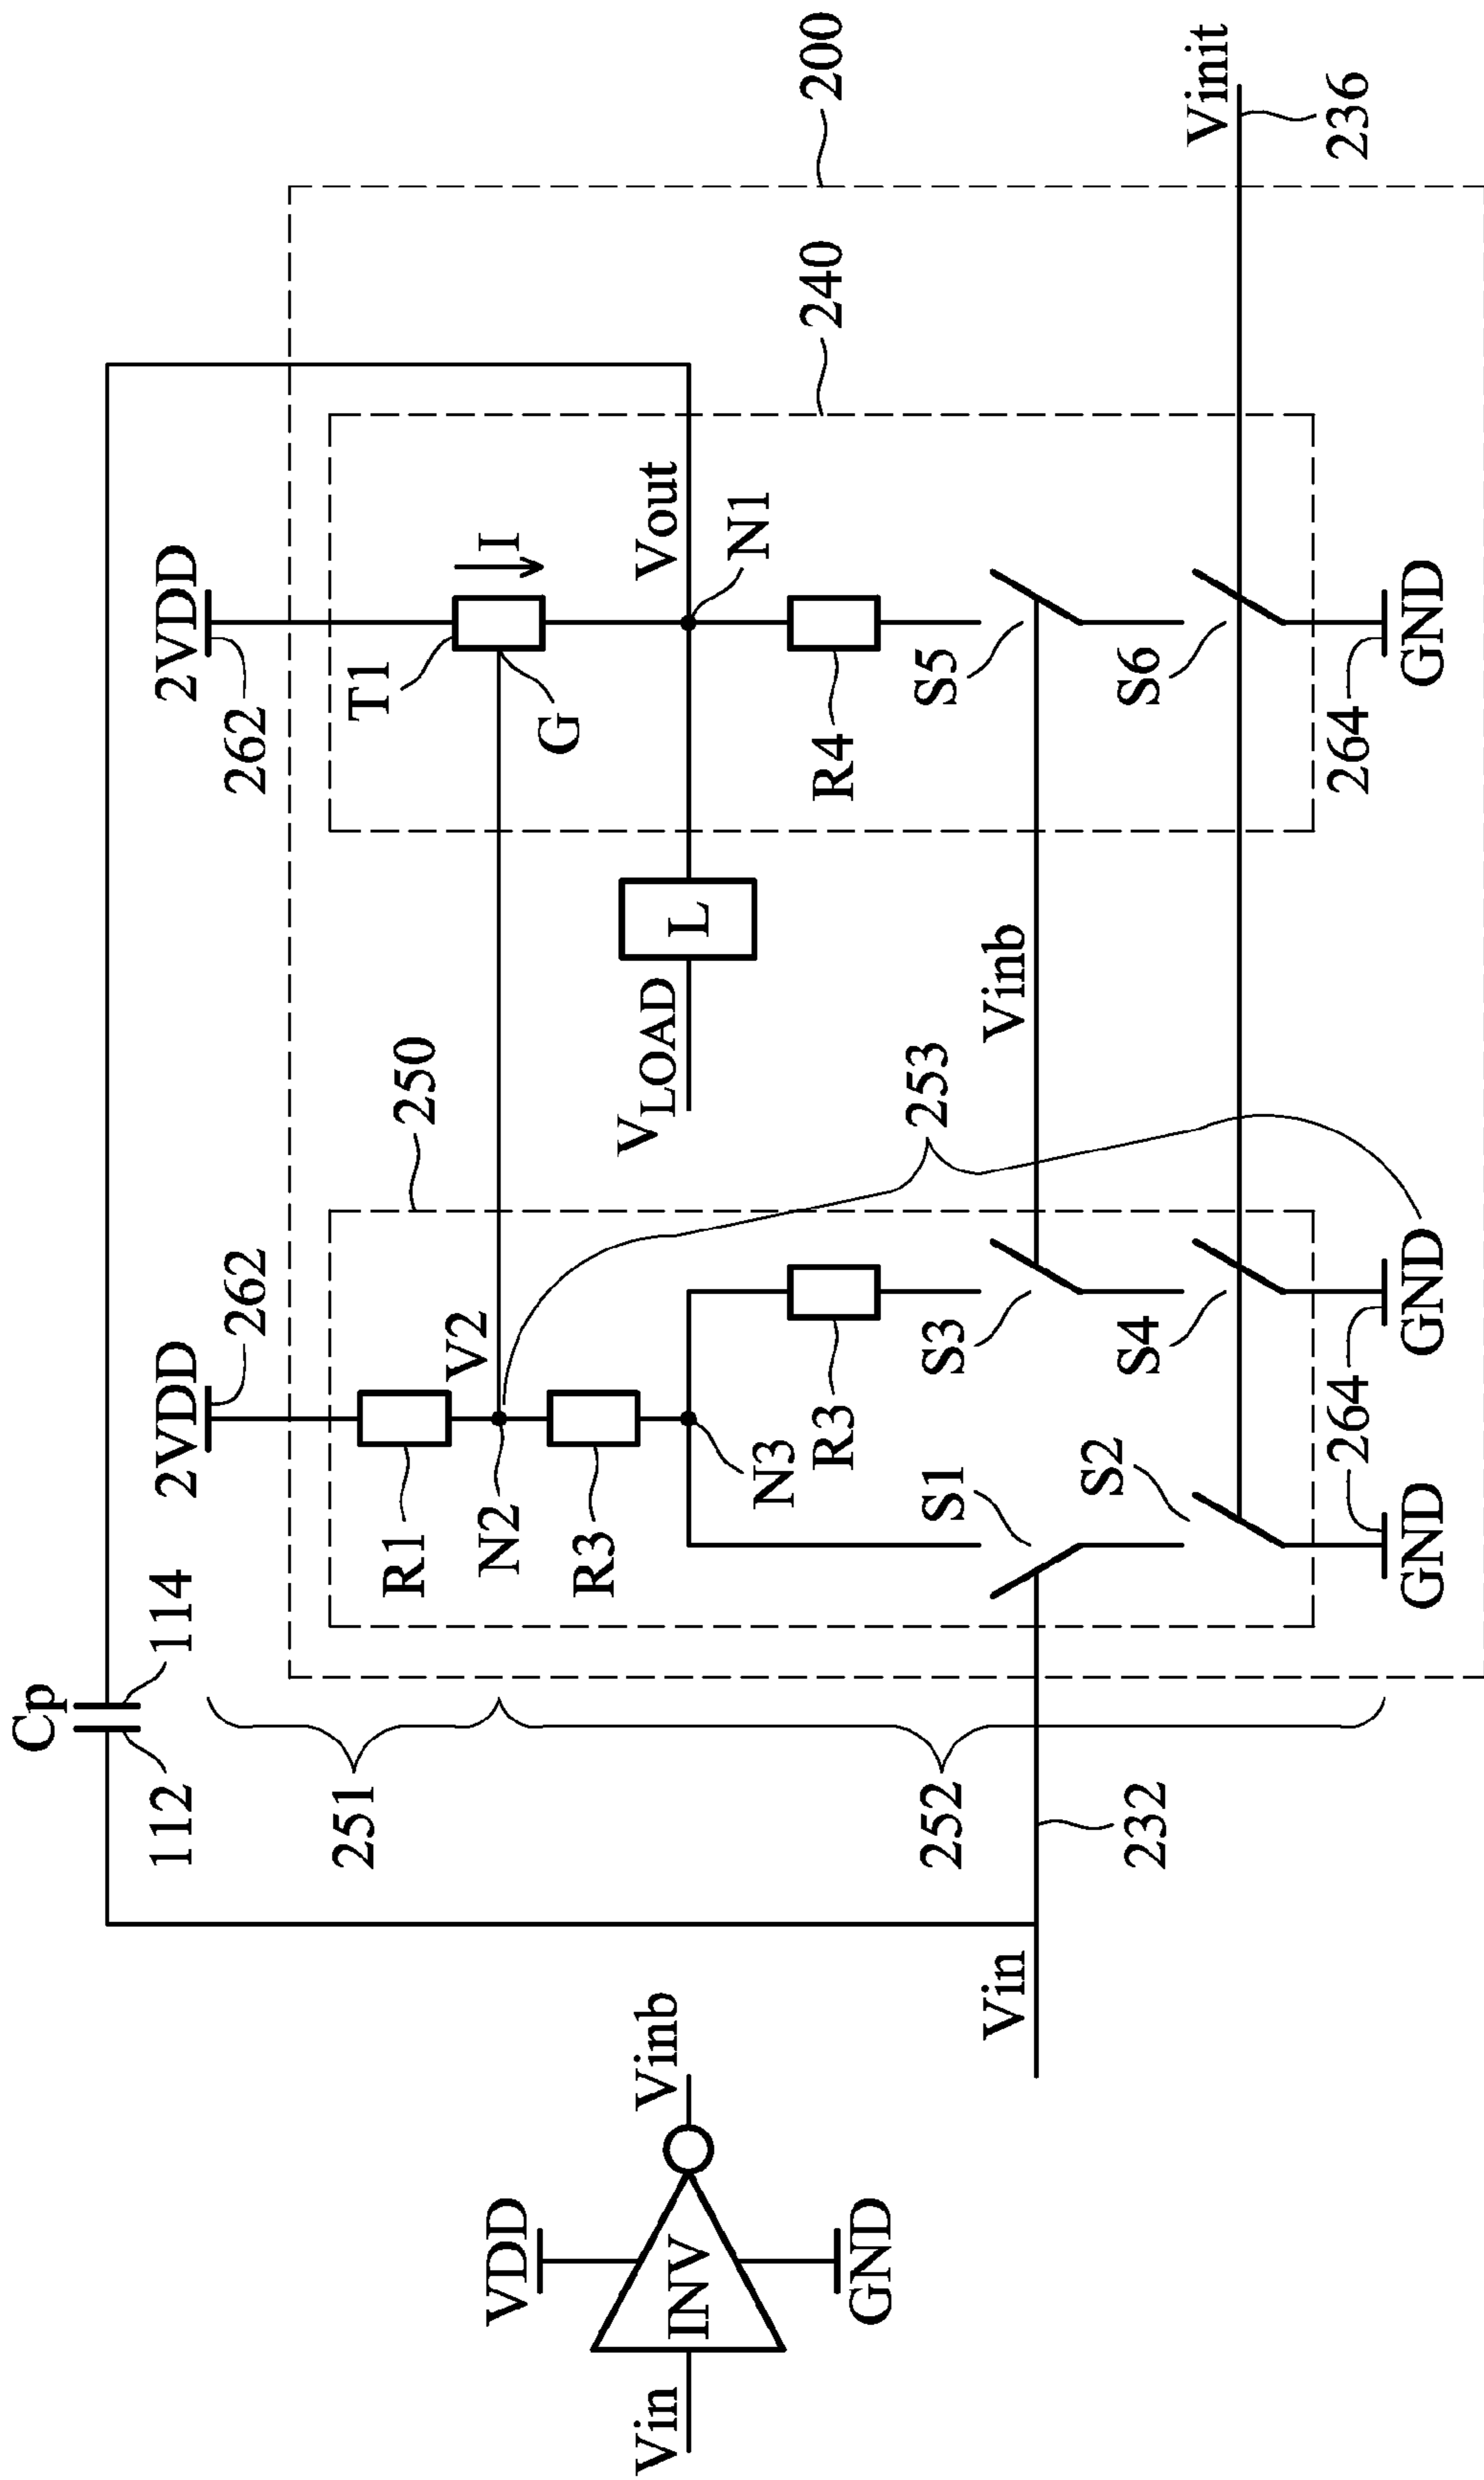 Cp
112
114
2VDD
262
2VDD
262
251
250
200
240
R1
V2
N2
T1
I
G
R3
VDD
Vin
INV
Vinb
GND
VLOAD
L
Vout
N1
N3
R3
R4
253
252
Vin
232
S1
S3
Vinb
S5
S2
S4
S6
Vinit
236
264
264
264
GND
GND
GND